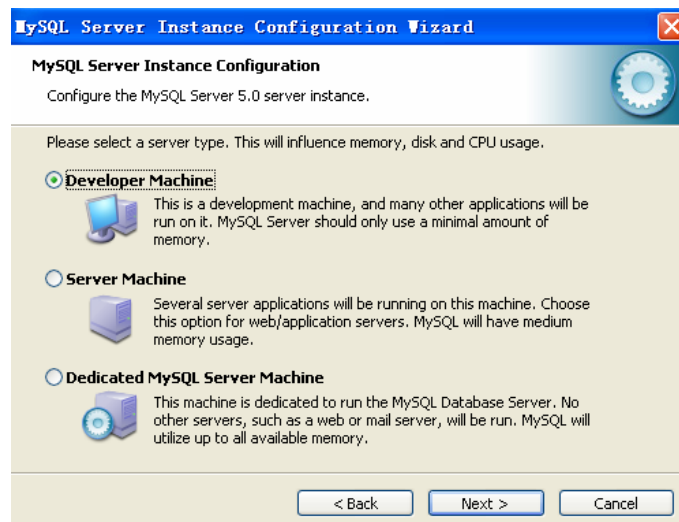 MySQL Server Instance Configuration Wizard
MySQL Server Instance Configuration
Configure the MySQL Server 5.0 server instance.
Please select a server type. This will influence memory, disk and CPU usage.
Developer Machine
This is a development machine, and many other applications will be
run on it. MySQL Server should only use a minimal amount of
memory.
Server Machine
Several server applications will be running on this machine. Choose
this option for web/application servers. MySQL will have medium
memory usage.
Dedicated MySQL Server Machine
This machine is dedicated to run the MySQL Database Server. No
other servers, such as a web or mail server, will be run. MySQL will
utilize up to all available memory.
< Back Next > Cancel